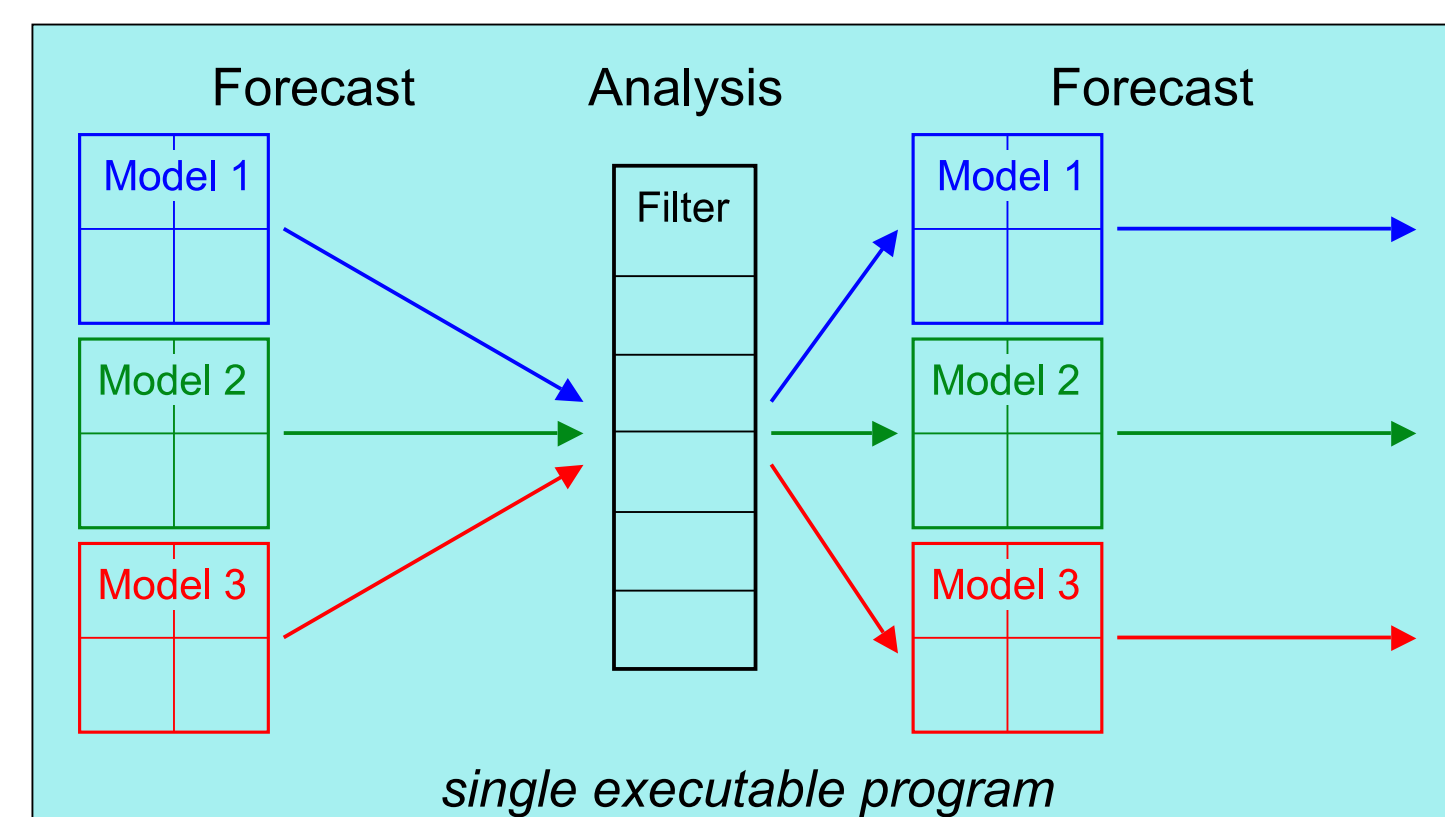 Forecast Analysis Forecast
Model 1 Filter Model 1
Model 2 Model 2
Model 3 Model 3
single executable program